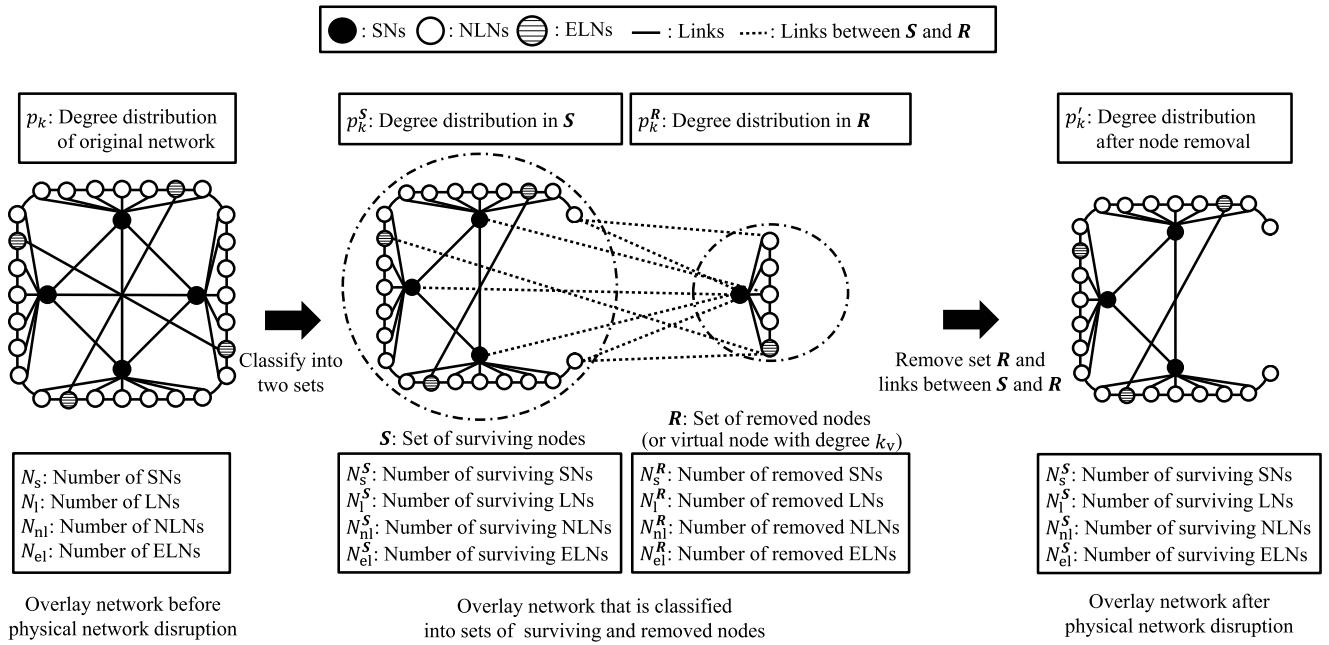 : SNs : NLNs : ELNs : Links : Links between S and R
p_k: Degree distribution
of original network
p_k^S: Degree distribution in S
p_k^R: Degree distribution in R
p_k′: Degree distribution
after node removal
Classify into
two sets
Remove set R and
links between S and R
S: Set of surviving nodes
R: Set of removed nodes
(or virtual node with degree k_v)
N_s: Number of SNs
N_l: Number of LNs
N_nl: Number of NLNs
N_el: Number of ELNs
N_s^S: Number of surviving SNs
N_l^S: Number of surviving LNs
N_nl^S: Number of surviving NLNs
N_el^S: Number of surviving ELNs
N_s^R: Number of removed SNs
N_l^R: Number of removed LNs
N_nl^R: Number of removed NLNs
N_el^R: Number of removed ELNs
N_s^S: Number of surviving SNs
N_l^S: Number of surviving LNs
N_nl^S: Number of surviving NLNs
N_el^S: Number of surviving ELNs
Overlay network before
physical network disruption
Overlay network that is classified
into sets of surviving and removed nodes
Overlay network after
physical network disruption